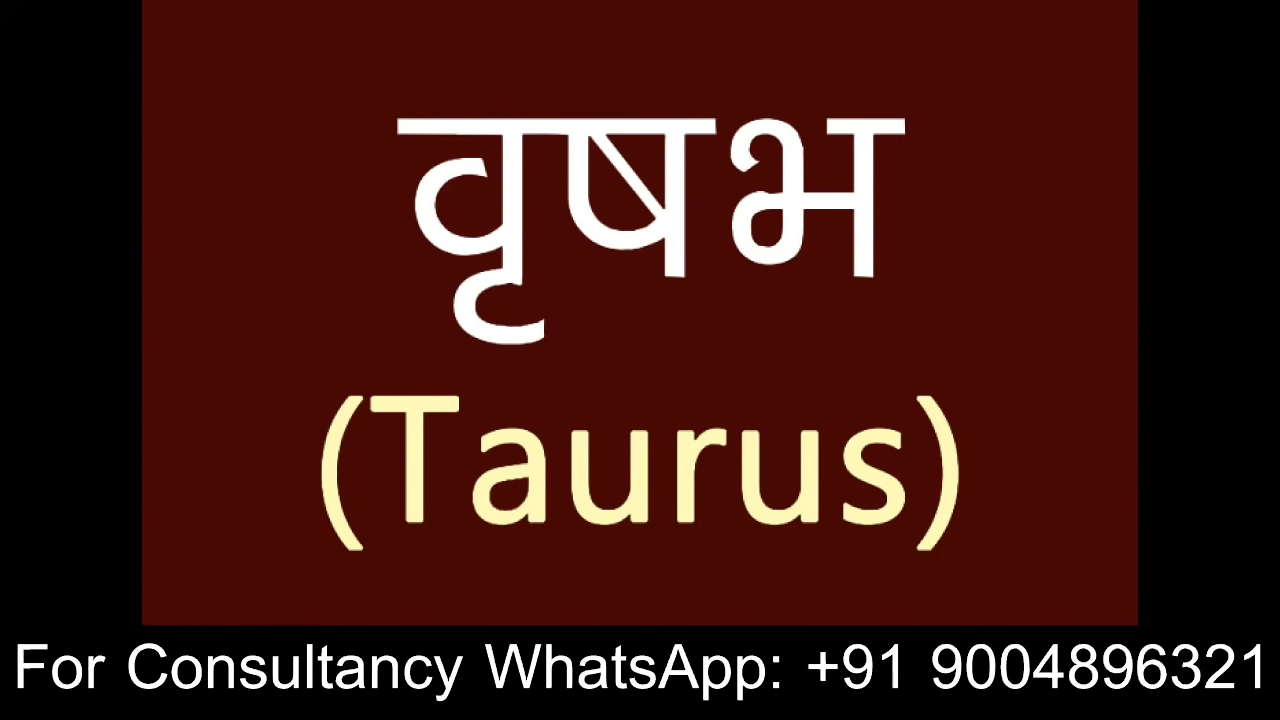 वृषभ
(Taurus)
For Consultancy WhatsApp: +91 9004896321